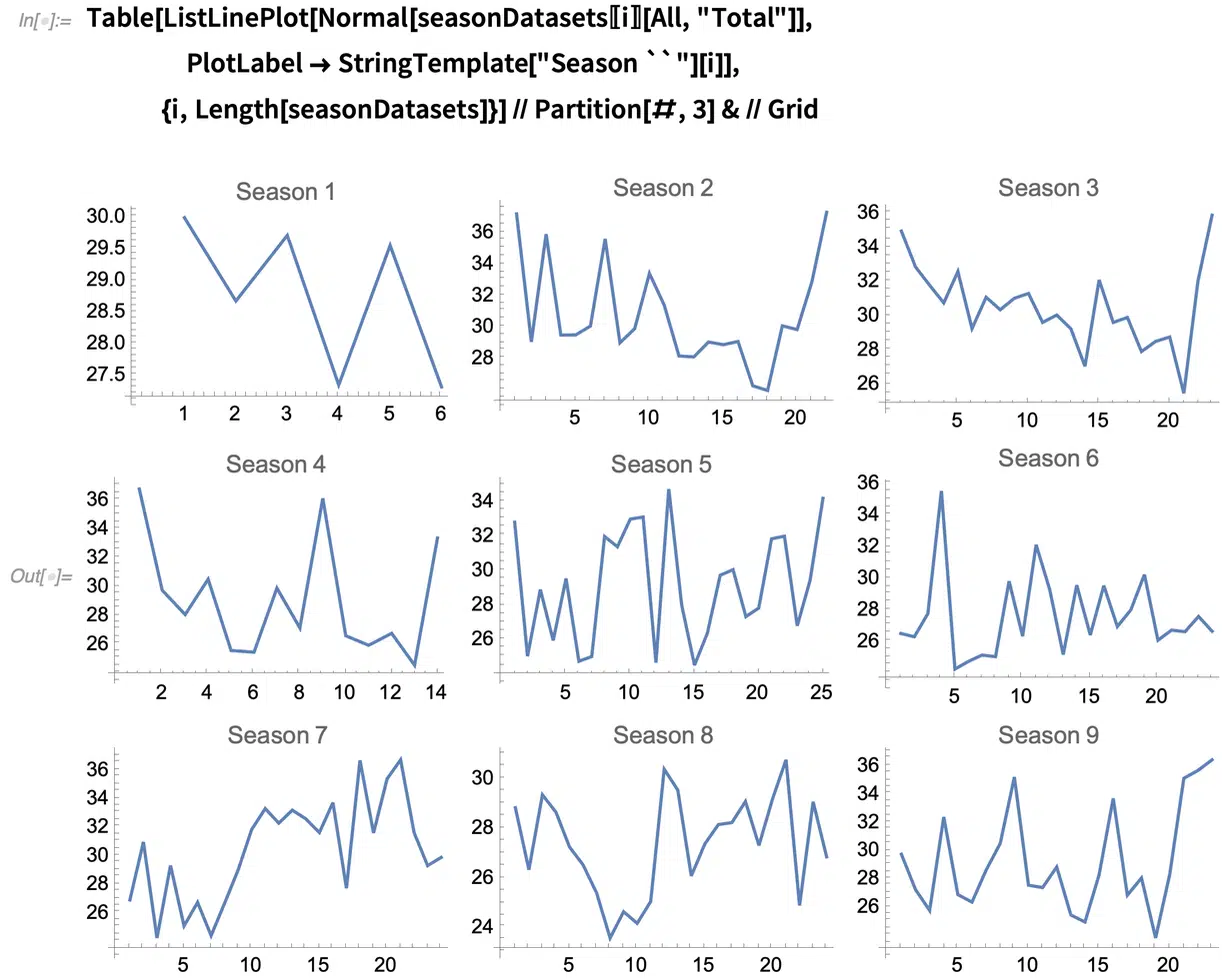 In[•]:= Table[ListLinePlot[Normal[seasonDatasets〚i〛[All, "Total"]],
PlotLabel → StringTemplate["Season ``"][i]],
{i, Length[seasonDatasets]}] // Partition[#, 3] & // Grid
Season 1
30.0
29.5
29.0
28.5
28.0
27.5
1 2 3 4 5 6
Season 2
36
34
32
30
28
5 10 15 20
Season 3
36
34
32
30
28
26
5 10 15 20
Out[•]=
Season 4
36
34
32
30
28
26
2 4 6 8 10 12 14
Season 5
34
32
30
28
26
5 10 15 20 25
Season 6
36
34
32
30
28
26
5 10 15 20
Season 7
36
34
32
30
28
26
5 10 15 20
Season 8
30
28
26
24
5 10 15 20
Season 9
36
34
32
30
28
26
5 10 15 20